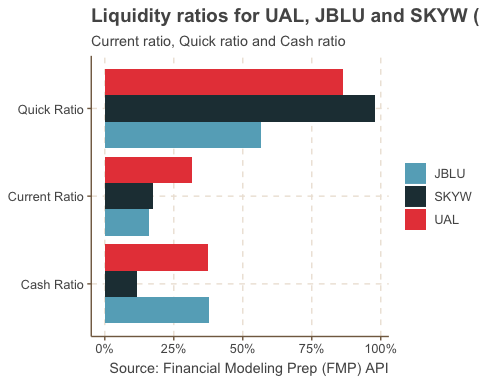 Liquidity ratios for UAL, JBLU and SKYW (
Current ratio, Quick ratio and Cash ratio
Quick Ratio
Current Ratio
Cash Ratio
JBLU
SKYW
UAL
0% 25% 50% 75% 100%
Source: Financial Modeling Prep (FMP) API